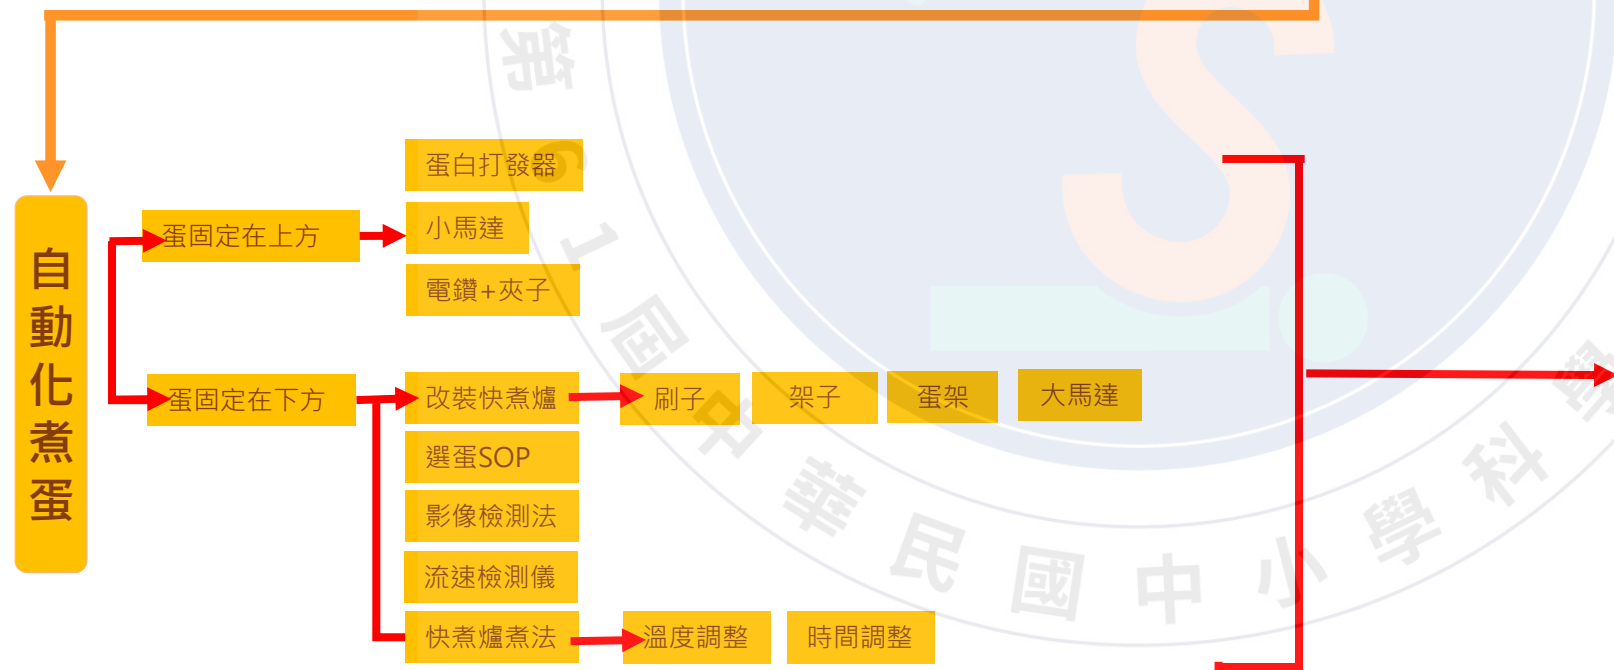 自動化煮蛋
蛋固定在上方
蛋白打發器
小馬達
電鑽+夾子
蛋固定在下方
改裝快煮爐
刷子
架子
蛋架
大馬達
選蛋SOP
影像檢測法
流速檢測儀
快煮爐煮法
溫度調整
時間調整
第61屆中華民國中小學科學